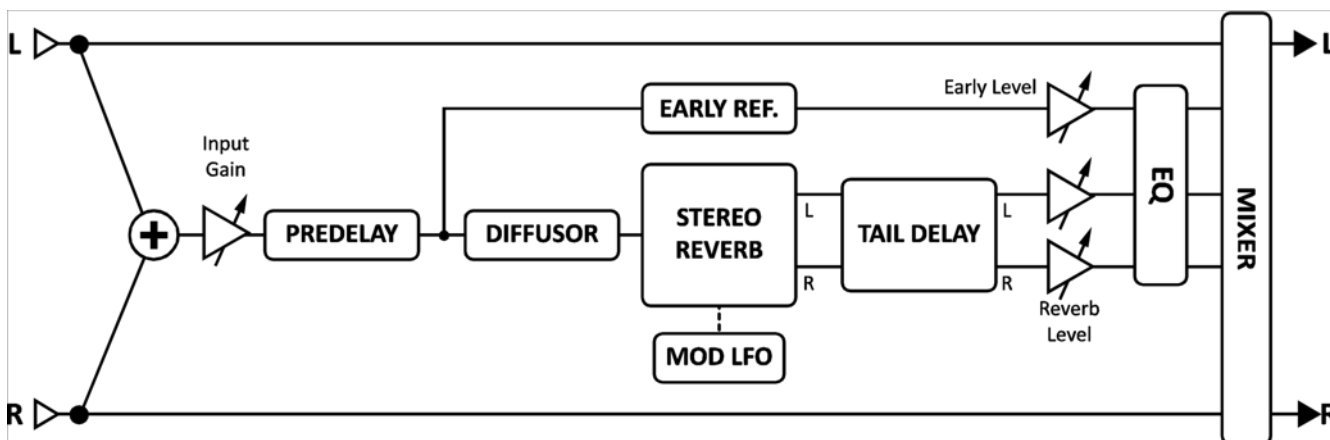 L
L
Early Level
EARLY REF.
Input
Gain
EQ
MIXER
STEREO
REVERB
L
TAIL DELAY
L
+
PREDELAY
DIFFUSOR
R
R
Reverb
Level
MOD LFO
R
R